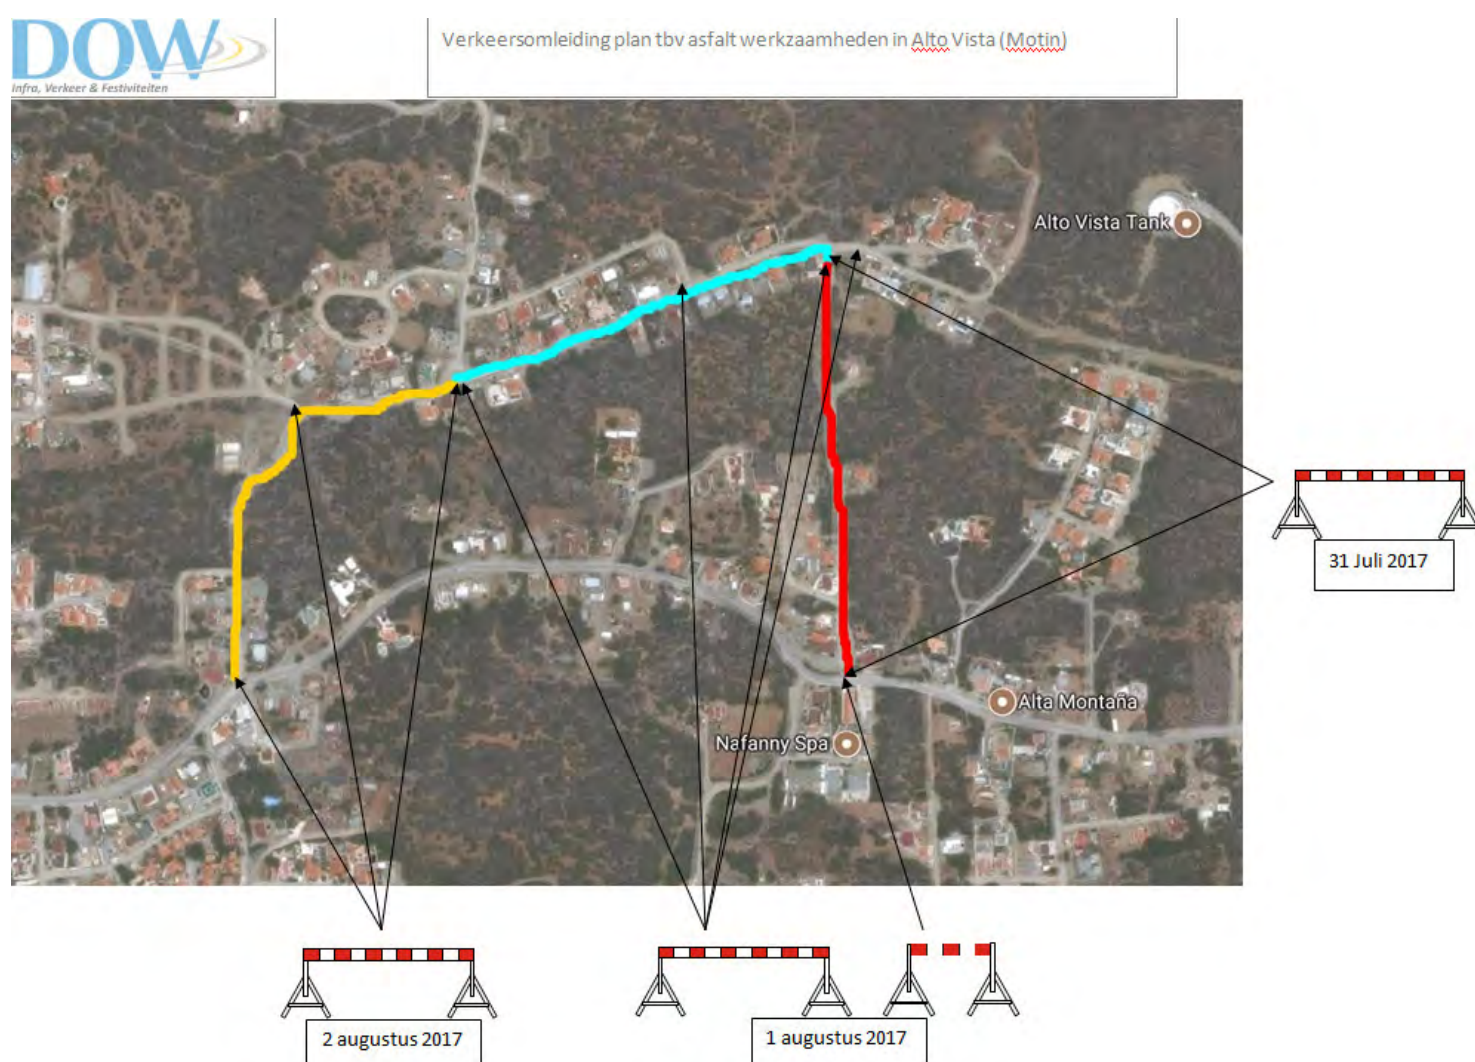 DOW
Infra, Verkeer & Festiviteiten
Verkeersomleiding plan tbv asfalt werkzaamheden in Alto Vista (Motin)
Alto Vista Tank
31 Juli 2017
Alta Montaña
Nafanny Spa
2 augustus 2017
1 augustus 2017